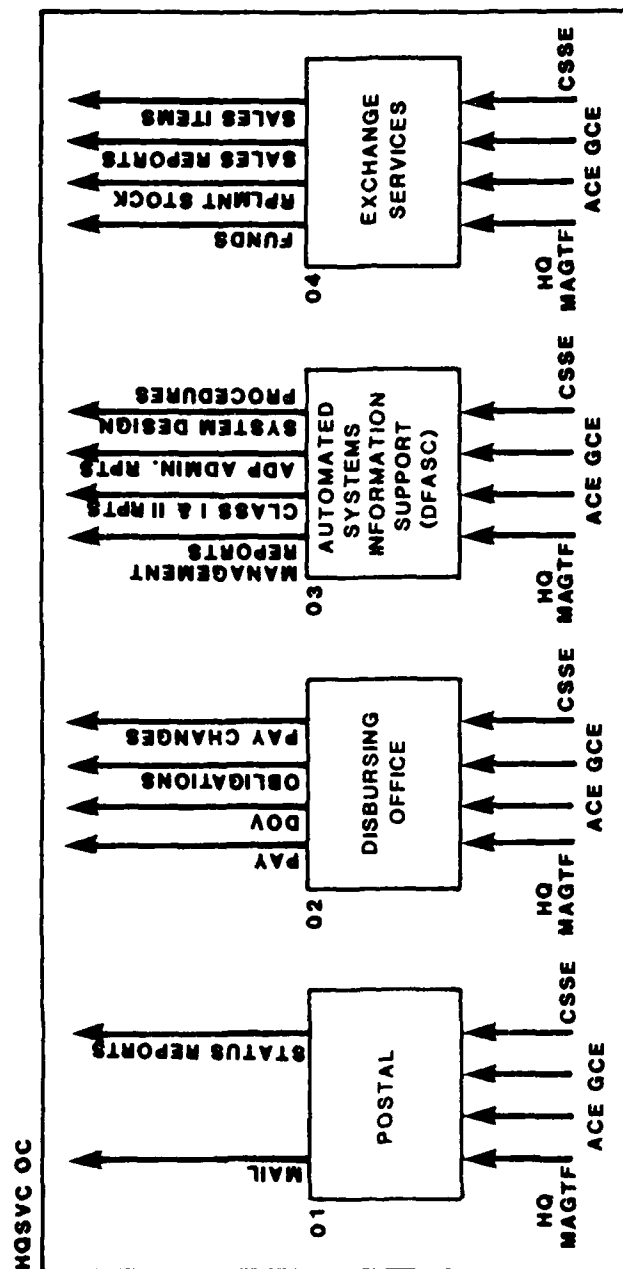 HQSVC OC
MAIL
STATUS REPORTS
01
POSTAL
HQ
MAGTF
ACE
GCE
CSSE
PAY
DOV
OBLIGATIONS
PAY CHANGES
02
DISBURSING
OFFICE
HQ
MAGTF
ACE
GCE
CSSE
MANAGEMENT
REPORTS
CLASS I & II RPTS
ADP ADMIN. RPTS
SYSTEM DESIGN
PROCEDURES
03
AUTOMATED
SYSTEMS
INFORMATION
SUPPORT
(DFASC)
HQ
MAGTF
ACE
GCE
CSSE
FUNDS
RPLMNT STOCK
SALES REPORTS
SALES ITEMS
04
EXCHANGE
SERVICES
HQ
MAGTF
ACE
GCE
CSSE